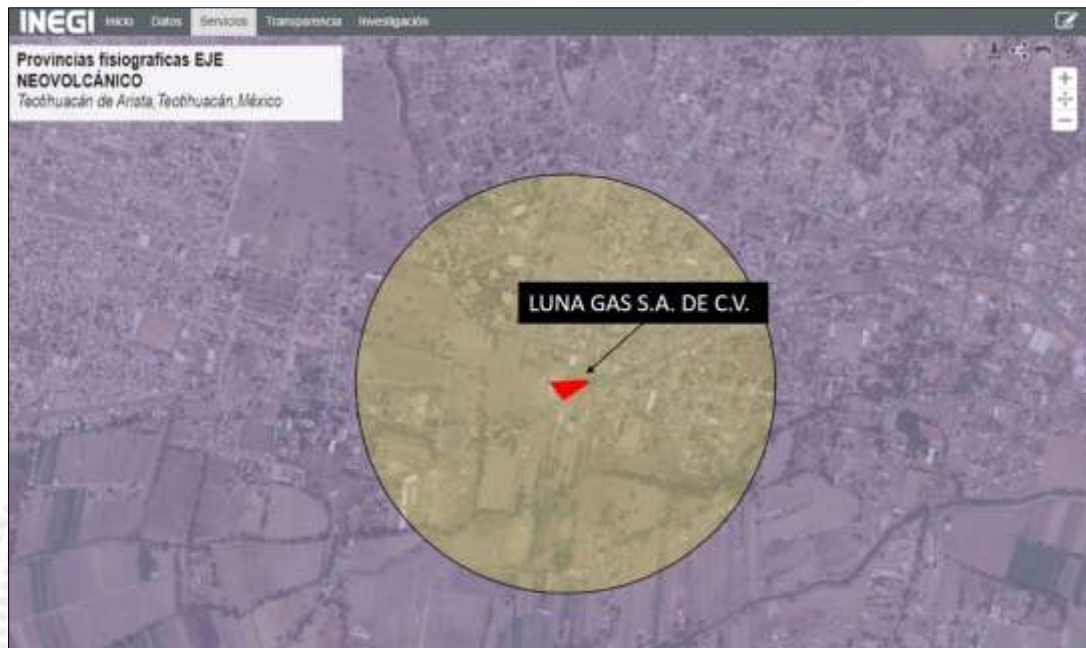 INEGI Inicio Datos Servicios Transparencia Investigación
Provincias fisiograficas EJE
NEOVOLCÁNICO
Teotihuacán de Arista, Teotihuacán, México
LUNA GAS S.A. DE C.V.